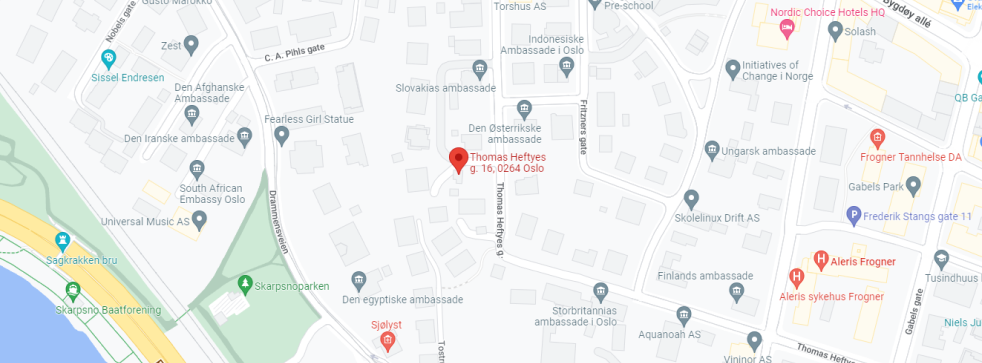 Gusto Marokko
Torshus AS
Pre-school
Bygdøy allé
Elek
Nobels gate
Nordic Choice Hotels HQ
Solash
Zest
C. A. Pihls gate
Indonesiske
Ambassade i Oslo
Sissel Endresen
Initiatives of
Change i Norge
Den Afghanske
Ambassade
Slovakias ambassade
QB Ga
Fearless Girl Statue
Den Østerrikske
ambassade
Fritzners gate
Den Iranske ambassade
Frogner Tannhelse DA
Ungarsk ambassade
Thomas Heftyes
g. 16, 0264 Oslo
South African
Embassy Oslo
Gabels Park
Drammensveien
Thomas Heftyes g.
Universal Music AS
Skolelinux Drift AS
P
Frederik Stangs gate 11
Sagkrakken bru
H
Aleris Frogner
Tusindhuus
Skarpsnoparken
Finlands ambassade
H
Aleris sykehus Frogner
Den egyptiske ambassade
Skarpsno Baatforening
Storbritannias
ambassade i Oslo
Gabels gate
Niels Ju
Sjølyst
Aquanoah AS
Tostr
Thomas Heft
Vininor AS